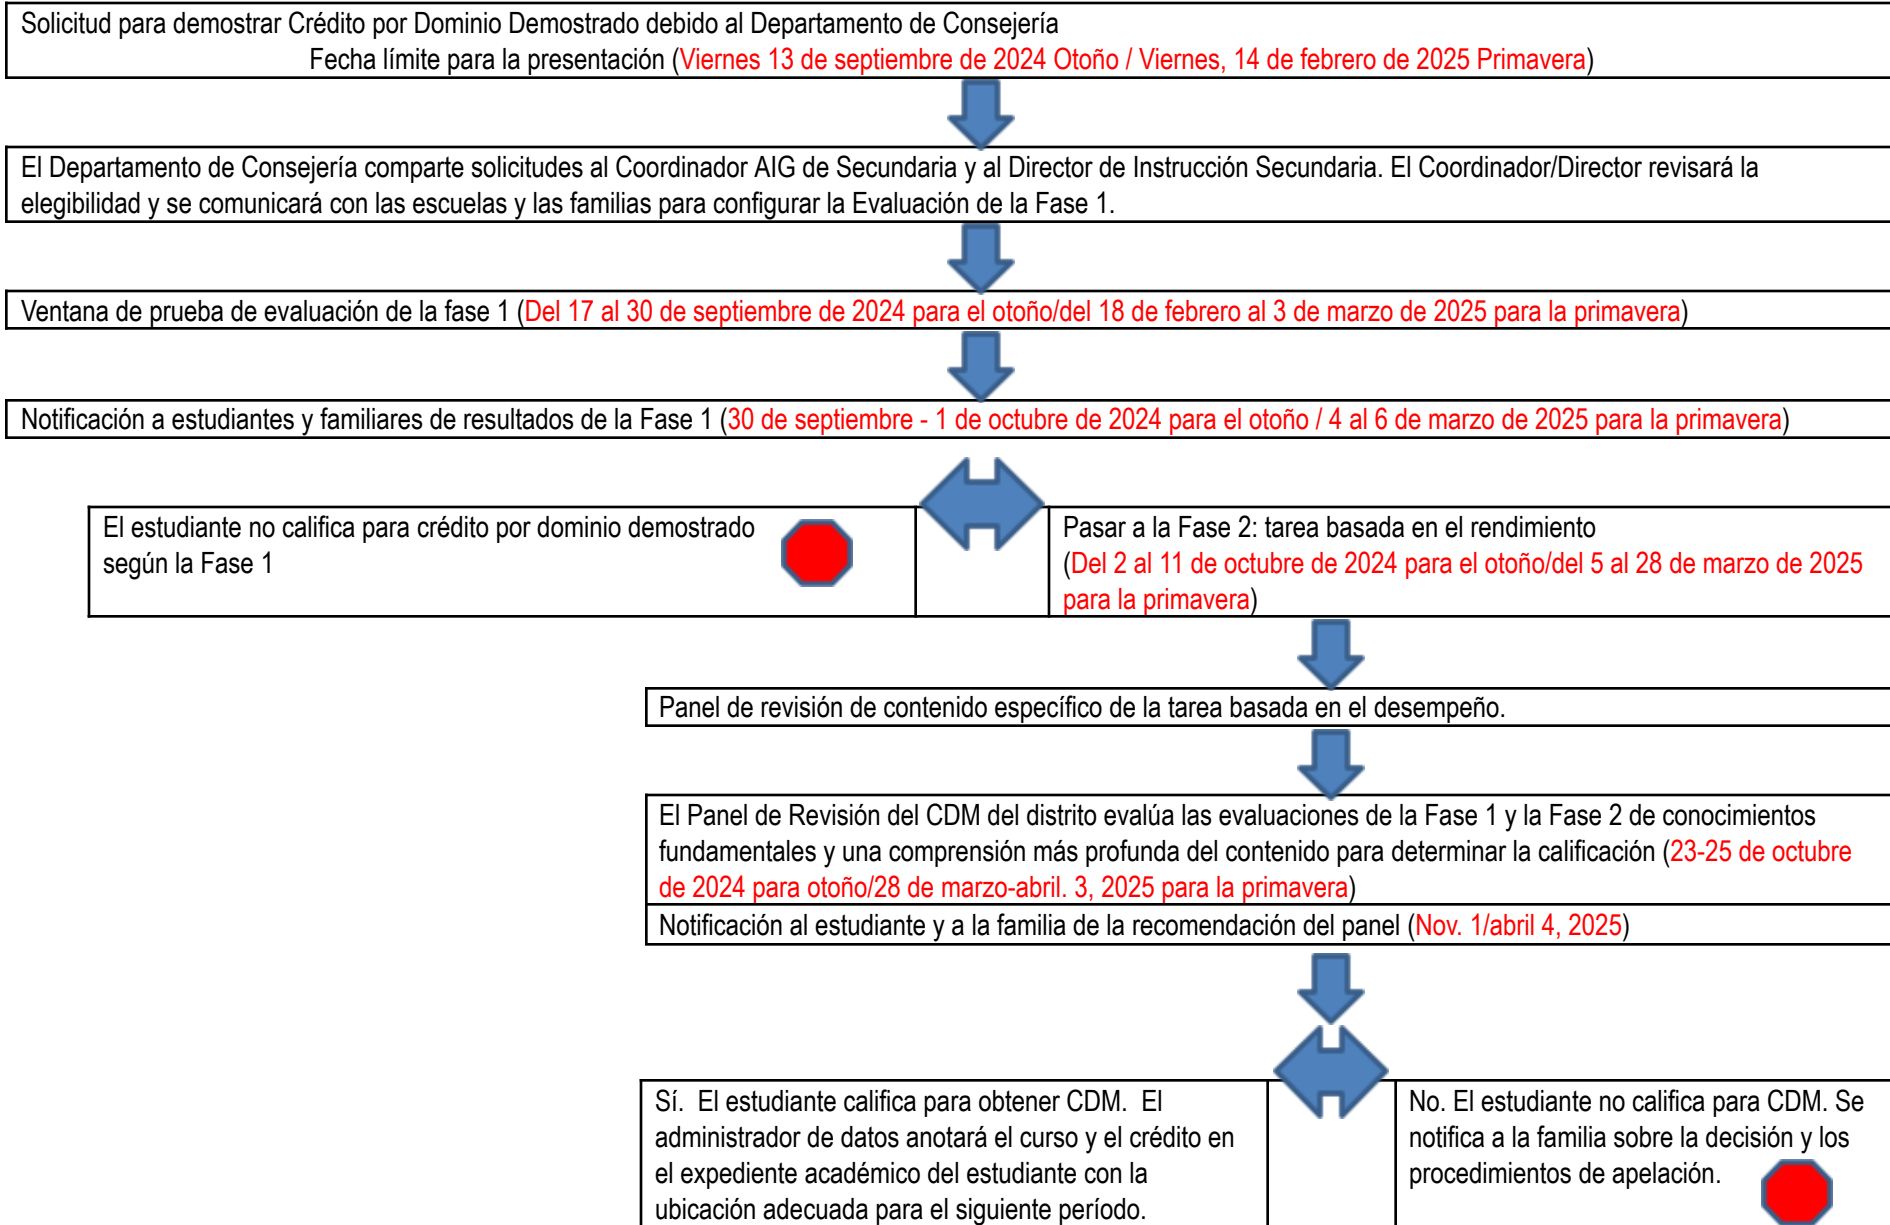 Solicitud para demostrar Crédito por Dominio Demostrado debido al Departamento de Consejería
Fecha límite para la presentación (Viernes 13 de septiembre de 2024 Otoño / Viernes, 14 de febrero de 2025 Primavera)
El Departamento de Consejería comparte solicitudes al Coordinador AIG de Secundaria y al Director de Instrucción Secundaria. El Coordinador/Director revisará la
elegibilidad y se comunicará con las escuelas y las familias para configurar la Evaluación de la Fase 1.
Ventana de prueba de evaluación de la fase 1 (Del 17 al 30 de septiembre de 2024 para el otoño/del 18 de febrero al 3 de marzo de 2025 para la primavera)
Notificación a estudiantes y familiares de resultados de la Fase 1 (30 de septiembre - 1 de octubre de 2024 para el otoño / 4 al 6 de marzo de 2025 para la primavera)
El estudiante no califica para crédito por dominio demostrado
según la Fase 1
Pasar a la Fase 2: tarea basada en el rendimiento
(Del 2 al 11 de octubre de 2024 para el otoño/del 5 al 28 de marzo de 2025
para la primavera)
Panel de revisión de contenido específico de la tarea basada en el desempeño.
El Panel de Revisión del CDM del distrito evalúa las evaluaciones de la Fase 1 y la Fase 2 de conocimientos
fundamentales y una comprensión más profunda del contenido para determinar la calificación (23-25 de octubre
de 2024 para otoño/28 de marzo-abril. 3, 2025 para la primavera)
Notificación al estudiante y a la familia de la recomendación del panel (Nov. 1/abril 4, 2025)
Sí.  El estudiante califica para obtener CDM.  El
administrador de datos anotará el curso y el crédito en
el expediente académico del estudiante con la
ubicación adecuada para el siguiente período.
No. El estudiante no califica para CDM. Se
notifica a la familia sobre la decisión y los
procedimientos de apelación.